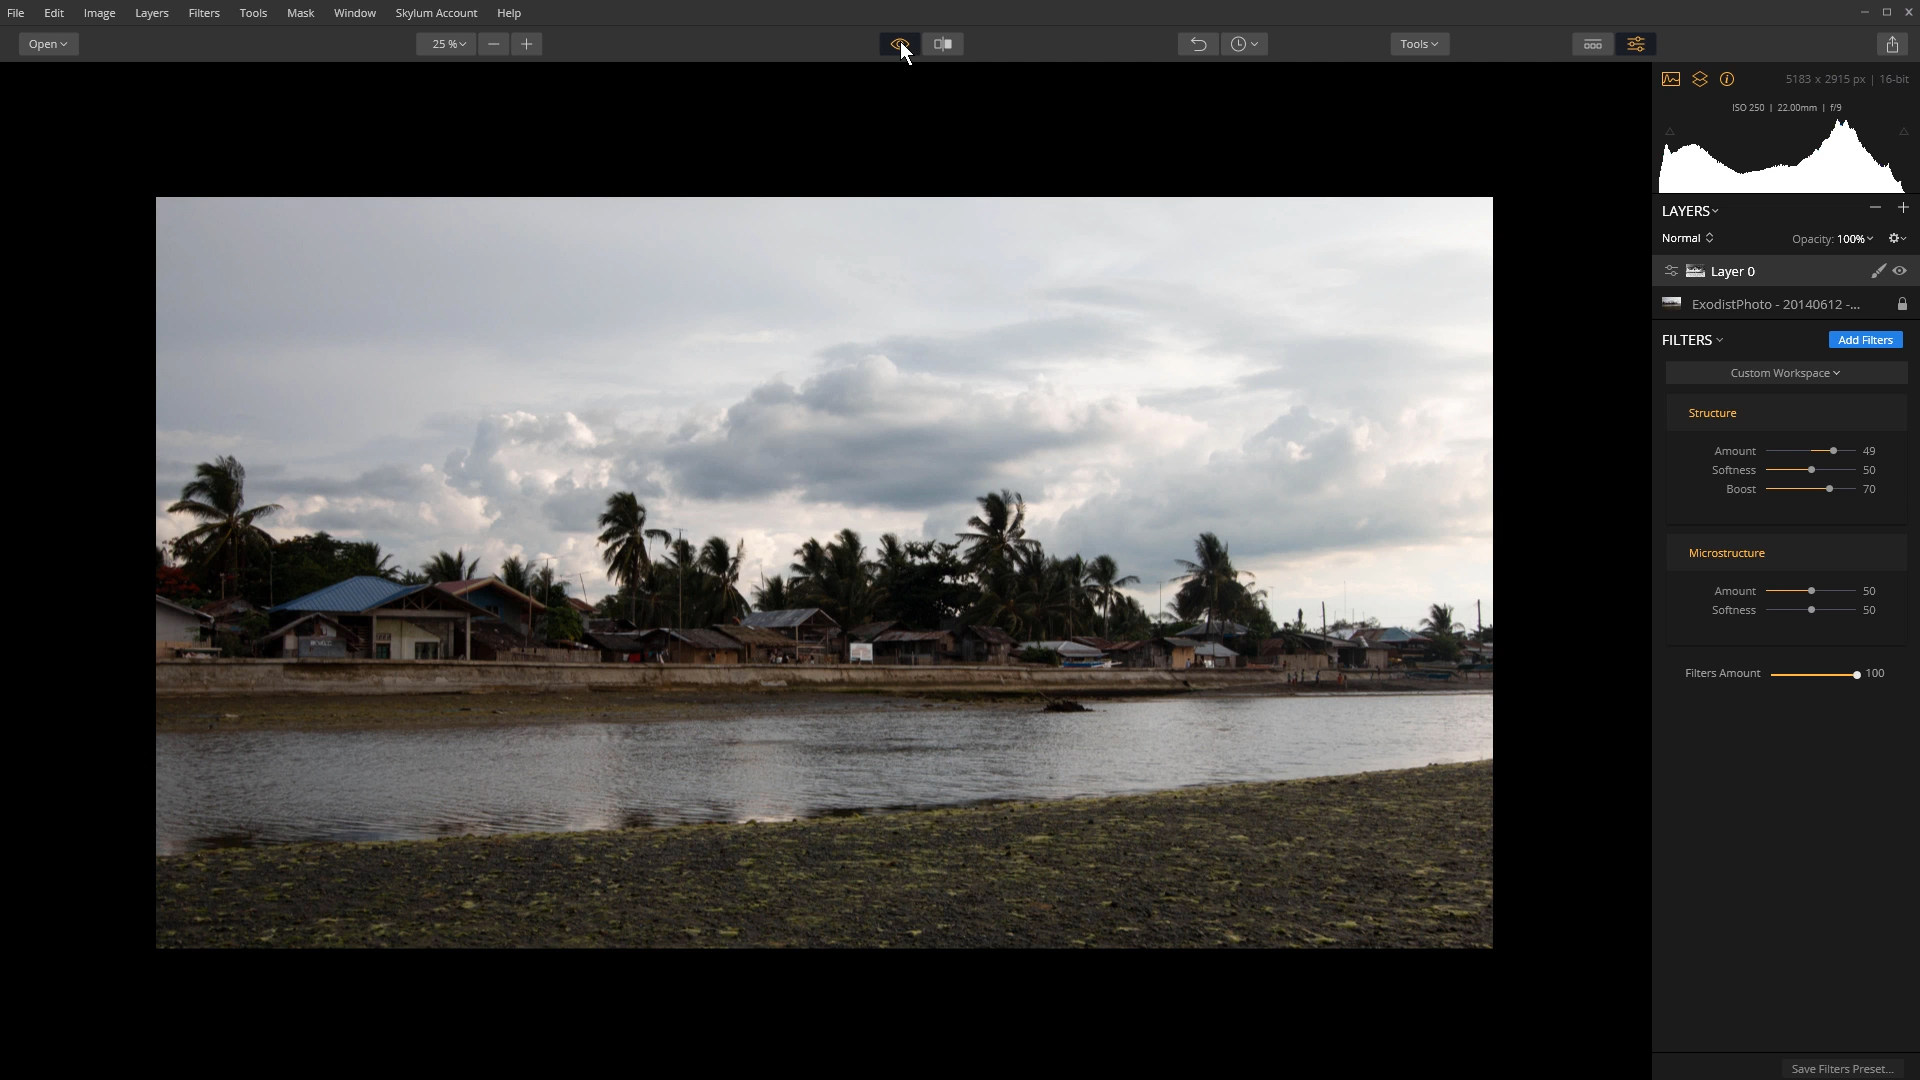 File Edit Image Layers Filters Tools Mask Window Skylum Account Help
Open 25 % Tools
5183 x 2915 px | 16-bit
ISO 250 | 22.00mm | f/9
LAYERS
Normal Opacity: 100%
Layer 0
ExodistPhoto - 20140612 -...
FILTERS Add Filters
Custom Workspace
Structure
Amount 49
Softness 50
Boost 70
Microstructure
Amount 50
Softness 50
Filters Amount 100
Save Filters Preset...